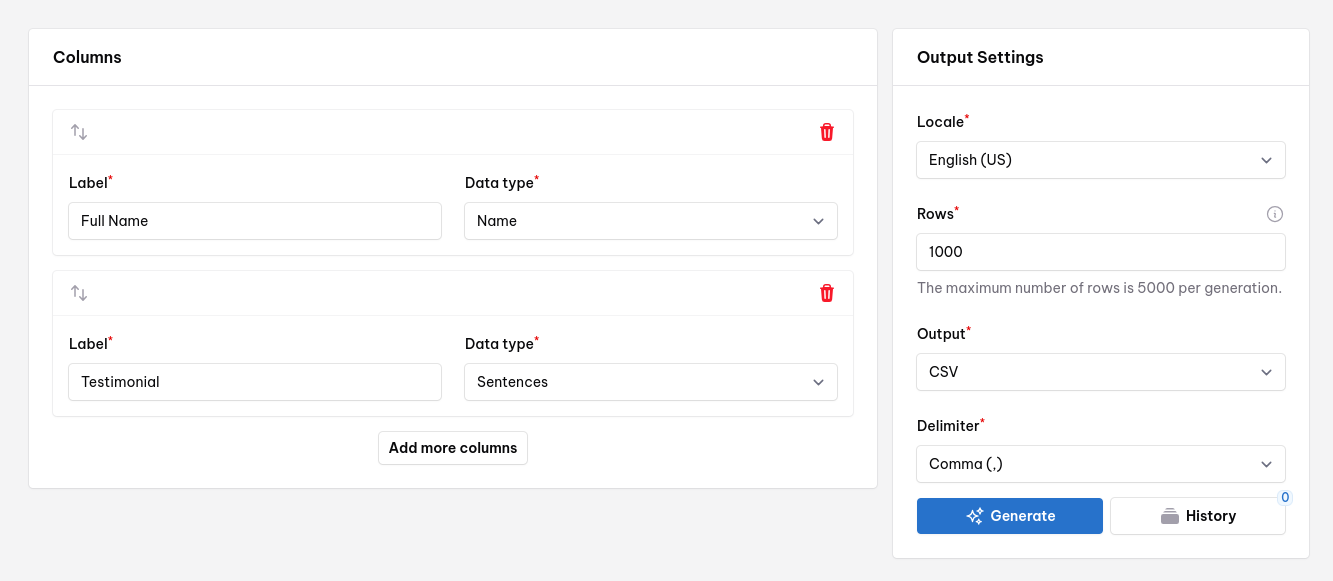 Columns
Label*
Data type*
Full Name
Name
Label*
Data type*
Testimonial
Sentences
Add more columns
Output Settings
Locale*
English (US)
Rows*
1000
The maximum number of rows is 5000 per generation.
Output*
CSV
Delimiter*
Comma (,)
Generate
History
0